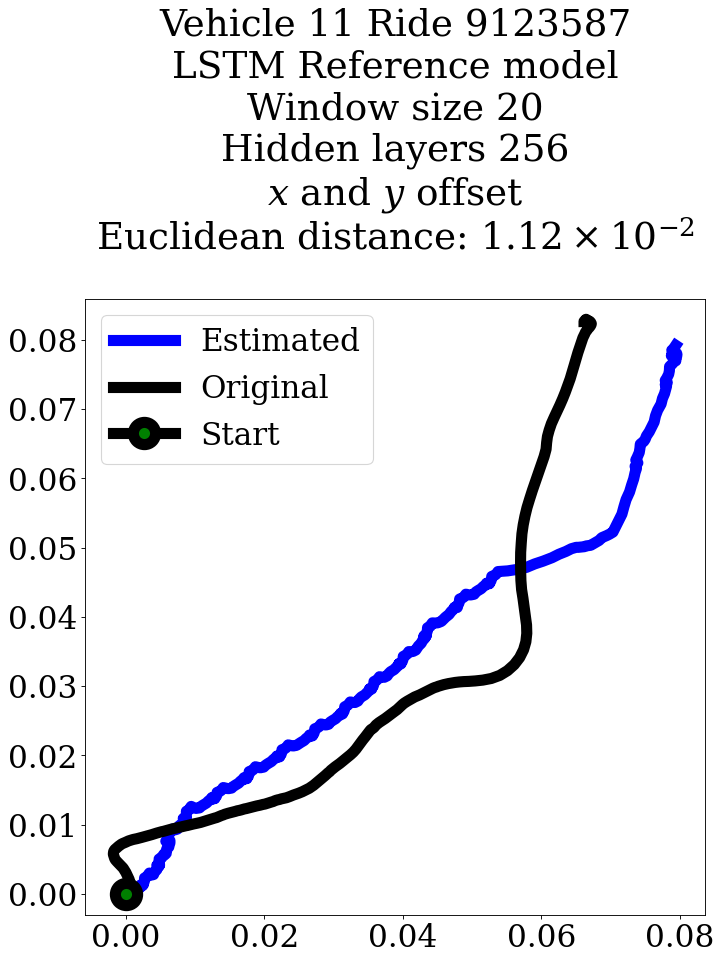 Vehicle 11 Ride 9123587
LSTM Reference model
Window size 20
Hidden layers 256
x and y offset
Euclidean distance: 1.12 × 10⁻²
Estimated
Original
Start
0.08
0.07
0.06
0.05
0.04
0.03
0.02
0.01
0.00
0.00 0.02 0.04 0.06 0.08